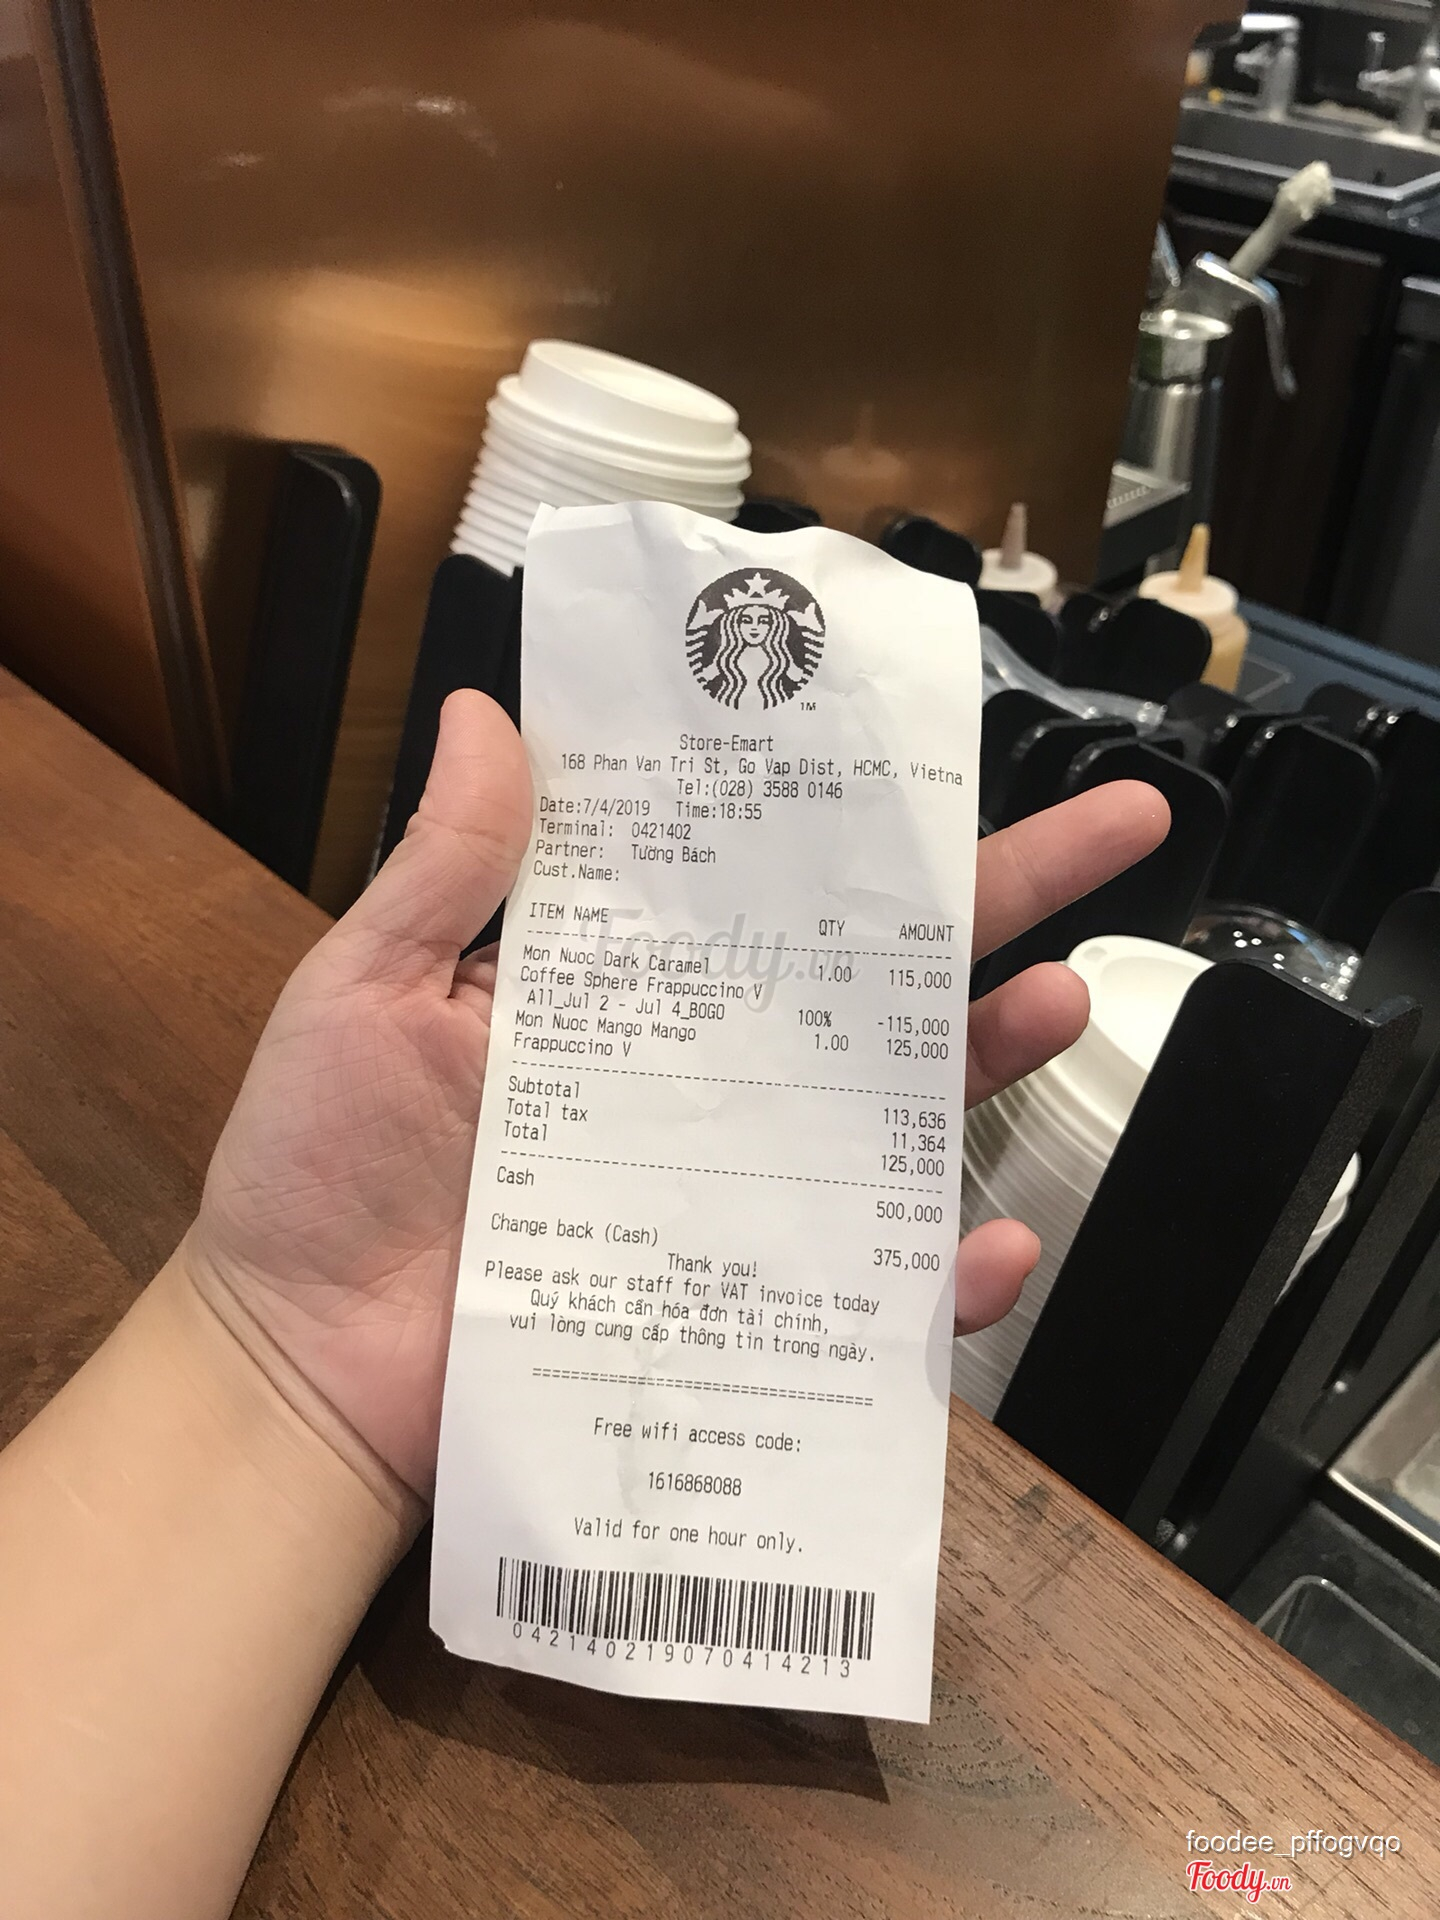 TM
Store-Emart
168 Phan Van Tri St, Go Vap Dist, HCMC, Vietna
Tel:(028) 3588 0146
Date:7/4/2019 Time:18:55
Terminal: 0421402
Partner: Tường Bách
Cust.Name:
ITEM NAME QTY AMOUNT
Mon Nuoc Dark Caramel 1.00 115,000
Coffee Sphere Frappuccino V
All_Jul 2 - Jul 4_BOGO 100% -115,000
Mon Nuoc Mango Mango 1.00 125,000
Frappuccino V
Subtotal 113,636
Total tax 11,364
Total 125,000
Cash 500,000
Change back (Cash) 375,000
Thank you!
Please ask our staff for VAT invoice today
Quý khách cần hóa đơn tài chính,
vui lòng cung cấp thông tin trong ngày.
Free wifi access code:
1616868088
Valid for one hour only.
042140219070414213
Foody.vn
foodee_pffogvqo
Foody.vn